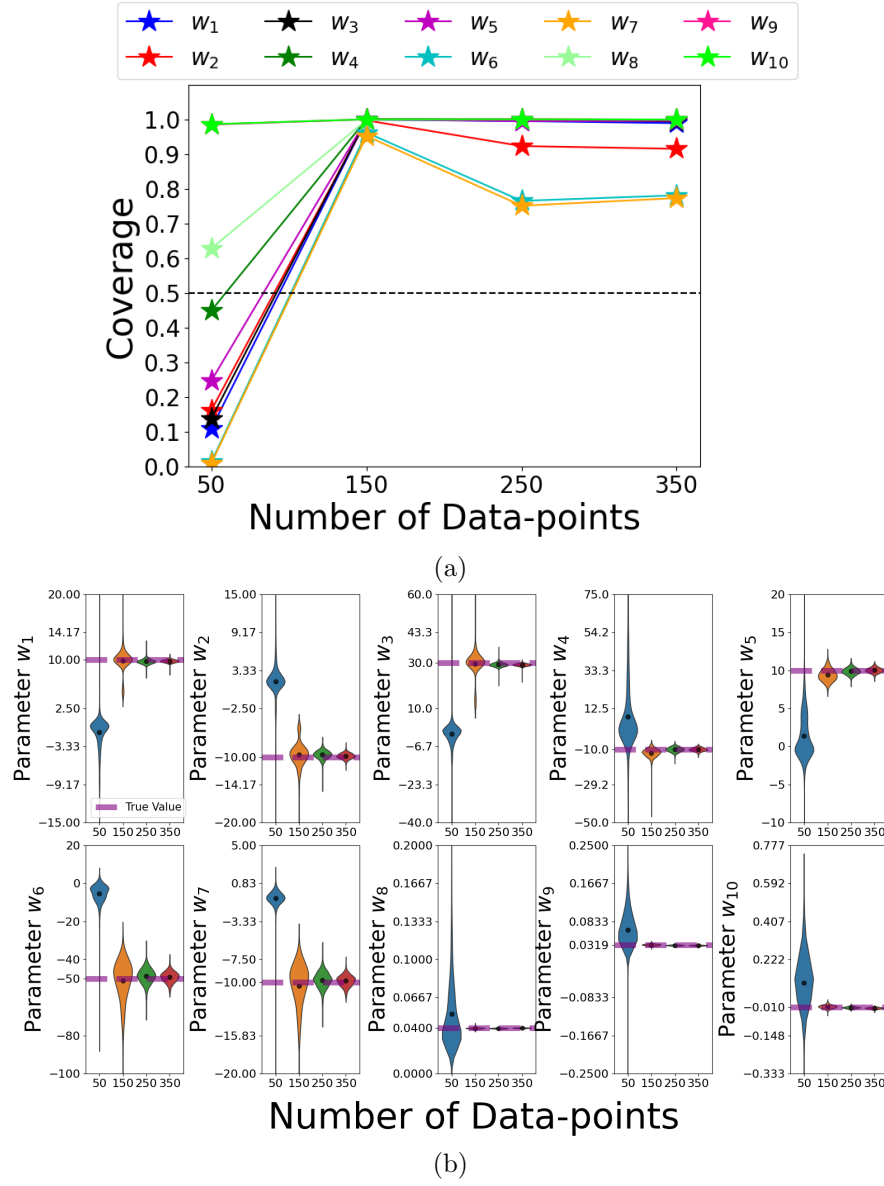 w1 w3 w5 w7 w9
w2 w4 w6 w8 w10
Coverage
1.0
0.9
0.8
0.7
0.6
0.5
0.4
0.3
0.2
0.1
0.0
50 150 250 350
Number of Data-points
(a)
Parameter w1
20.00
14.17
10.00
2.50
−3.33
−9.17
−15.00
True Value
50 150 250 350
Parameter w2
15.00
9.17
3.33
−2.50
−10.00
−14.17
−20.00
50 150 250 350
Parameter w3
60.0
43.3
30.0
10.0
−6.7
−23.3
−40.0
50 150 250 350
Parameter w4
75.0
54.2
33.3
12.5
−10.0
−29.2
−50.0
50 150 250 350
Parameter w5
20
15
10
5
0
−5
−10
50 150 250 350
Parameter w6
20
0
−40
−50
−80
−100
50 150 250 350
Parameter w7
5.00
0.83
−3.33
−7.50
−10.00
−15.83
−20.00
50 150 250 350
Parameter w8
0.2000
0.1667
0.1333
0.1000
0.0667
0.0400
0.0000
50 150 250 350
Parameter w9
0.2500
0.1667
0.0833
0.0319
−0.0833
−0.1667
−0.2500
50 150 250 350
Parameter w10
0.777
0.592
0.407
0.222
−0.010
−0.148
−0.333
50 150 250 350
Number of Data-points
(b)